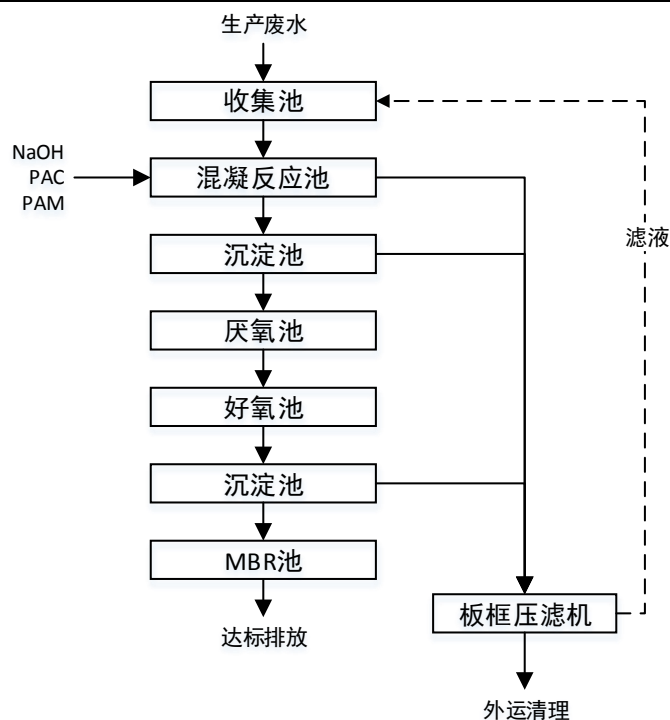 生产废水
收集池
NaOH
PAC
PAM
混凝反应池
滤液
沉淀池
厌氧池
好氧池
沉淀池
MBR池
板框压滤机
达标排放
外运清理